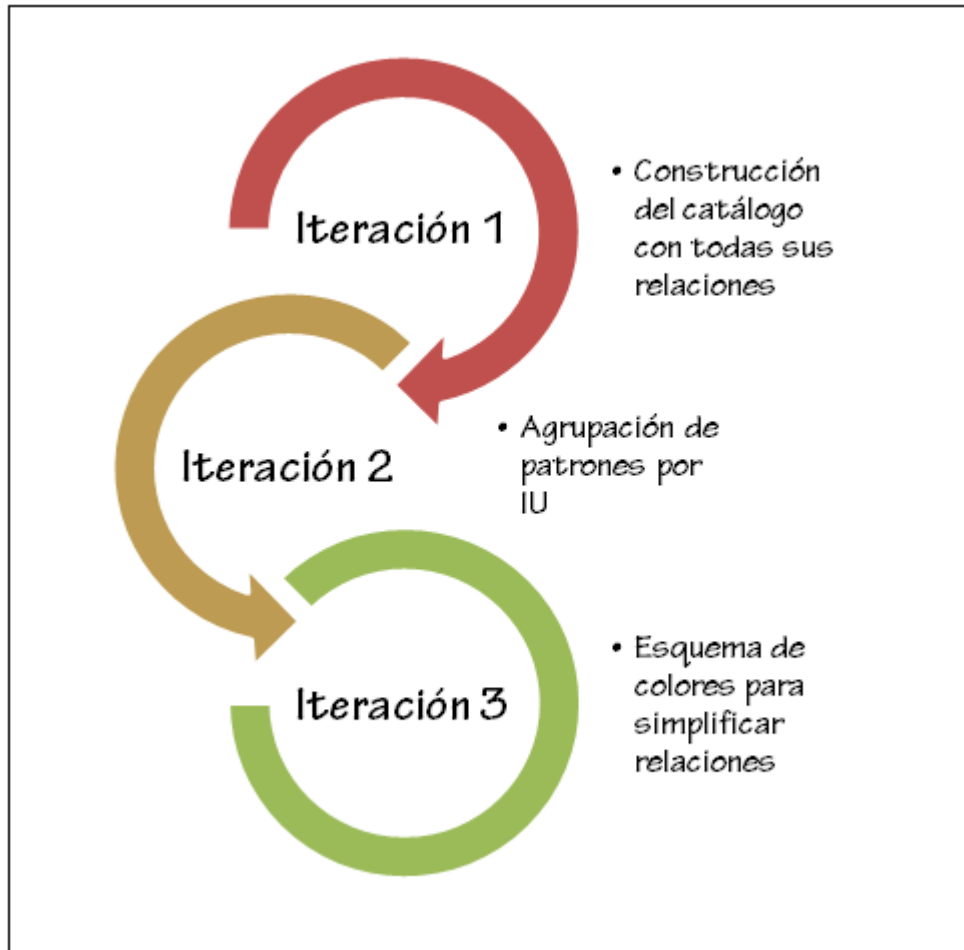 Iteración 1
• Construcción
del catálogo
con todas sus
relaciones
Iteración 2
• Agrupación de
patrones por
IU
Iteración 3
• Esquema de
colores para
simplificar
relaciones